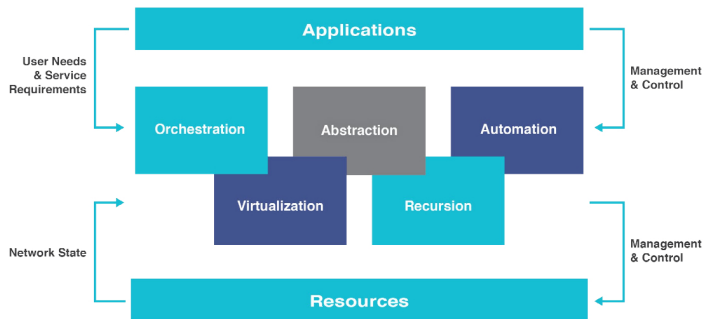 Applications
User Needs
& Service
Requirements
Management
& Control
Orchestration
Abstraction
Automation
Virtualization
Recursion
Network State
Management
& Control
Resources